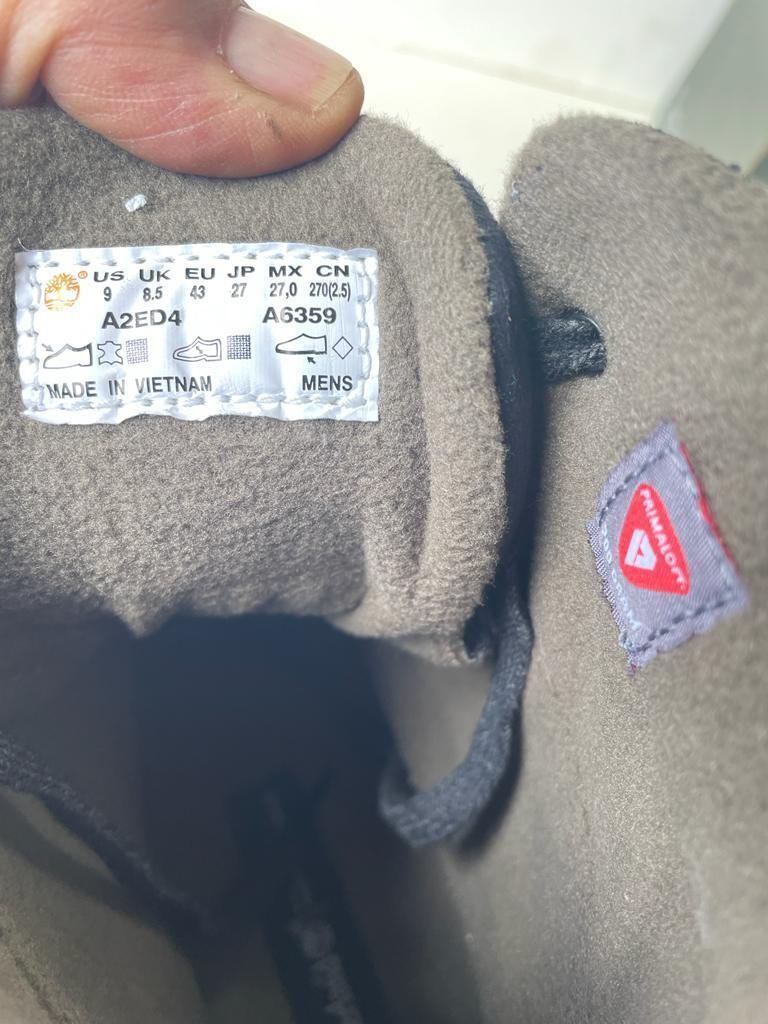 ® US UK EU JP MX CN
9 8.5 43 27 27,0 270(2.5)
A2ED4 A6359
MADE IN VIETNAM MENS
PRIMALOFT